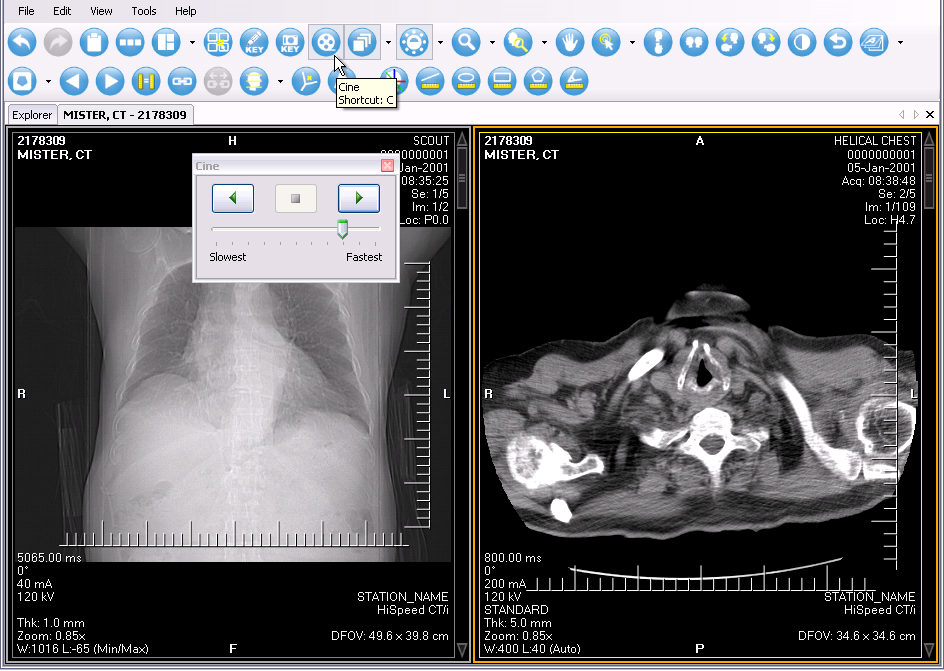 File Edit View Tools Help
KEY KEY
Cine
Shortcut: C
Explorer MISTER, CT - 2178309
2178309 H SCOUT
MISTER, CT 0000000001
Jan-2001
08:35:25
Se: 1/5
Im: 1/2
Loc: P0.0
Cine
Slowest Fastest
R L
5065.00 ms
0°
40 mA
120 kV STATION_NAME
HiSpeed CT/i
Thk: 1.0 mm
Zoom: 0.85x DFOV: 49.6 x 39.8 cm
W:1016 L:-65 (Min/Max) F
2178309 A HELICAL CHEST
MISTER, CT 0000000001
05-Jan-2001
Acq: 08:38:48
Se: 2/5
Im: 1/109
Loc: H4.7
R L
800.00 ms
0°
200 mA
120 kV STATION_NAME
STANDARD HiSpeed CT/i
Thk: 5.0 mm
Zoom: 0.85x DFOV: 34.6 x 34.6 cm
W:400 L:40 (Auto) P